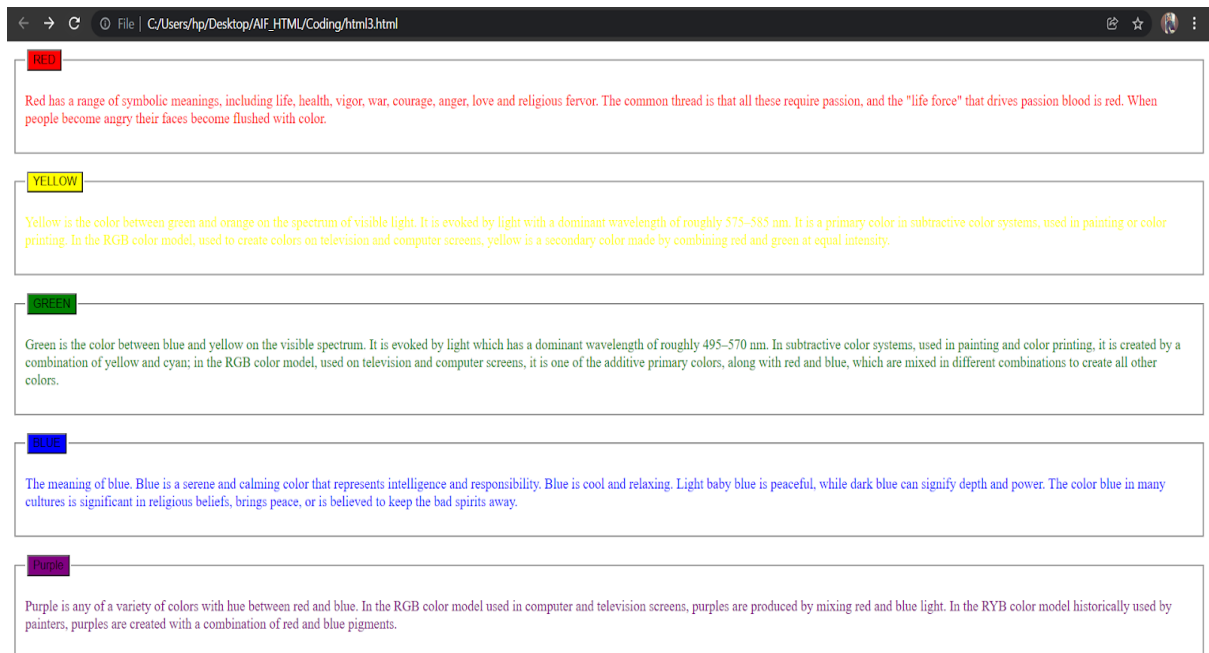 File | C:/Users/hp/Desktop/AIF_HTML/Coding/html3.html
RED
Red has a range of symbolic meanings, including life, health, vigor, war, courage, anger, love and religious fervor. The common thread is that all these require passion, and the "life force" that drives passion blood is red. When
people become angry their faces become flushed with color.
YELLOW
Yellow is the color between green and orange on the spectrum of visible light. It is evoked by light with a dominant wavelength of roughly 575–585 nm. It is a primary color in subtractive color systems, used in painting or color
printing. In the RGB color model, used to create colors on television and computer screens, yellow is a secondary color made by combining red and green at equal intensity.
GREEN
Green is the color between blue and yellow on the visible spectrum. It is evoked by light which has a dominant wavelength of roughly 495–570 nm. In subtractive color systems, used in painting and color printing, it is created by a
combination of yellow and cyan; in the RGB color model, used on television and computer screens, it is one of the additive primary colors, along with red and blue, which are mixed in different combinations to create all other
colors.
BLUE
The meaning of blue. Blue is a serene and calming color that represents intelligence and responsibility. Blue is cool and relaxing. Light baby blue is peaceful, while dark blue can signify depth and power. The color blue in many
cultures is significant in religious beliefs, brings peace, or is believed to keep the bad spirits away.
Purple
Purple is any of a variety of colors with hue between red and blue. In the RGB color model used in computer and television screens, purples are produced by mixing red and blue light. In the RYB color model historically used by
painters, purples are created with a combination of red and blue pigments.